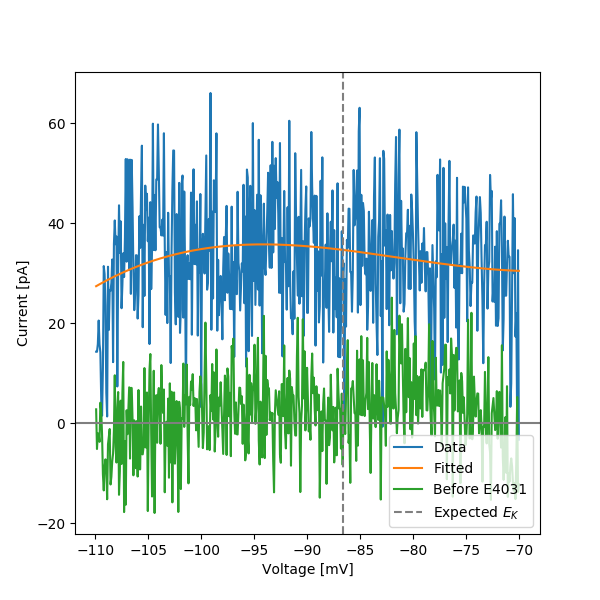 60
40
20
0
−20
Current [pA]
−110
−105
−100
−95
−90
−85
−80
−75
−70
Voltage [mV]
Data
Fitted
Before E4031
Expected E_K